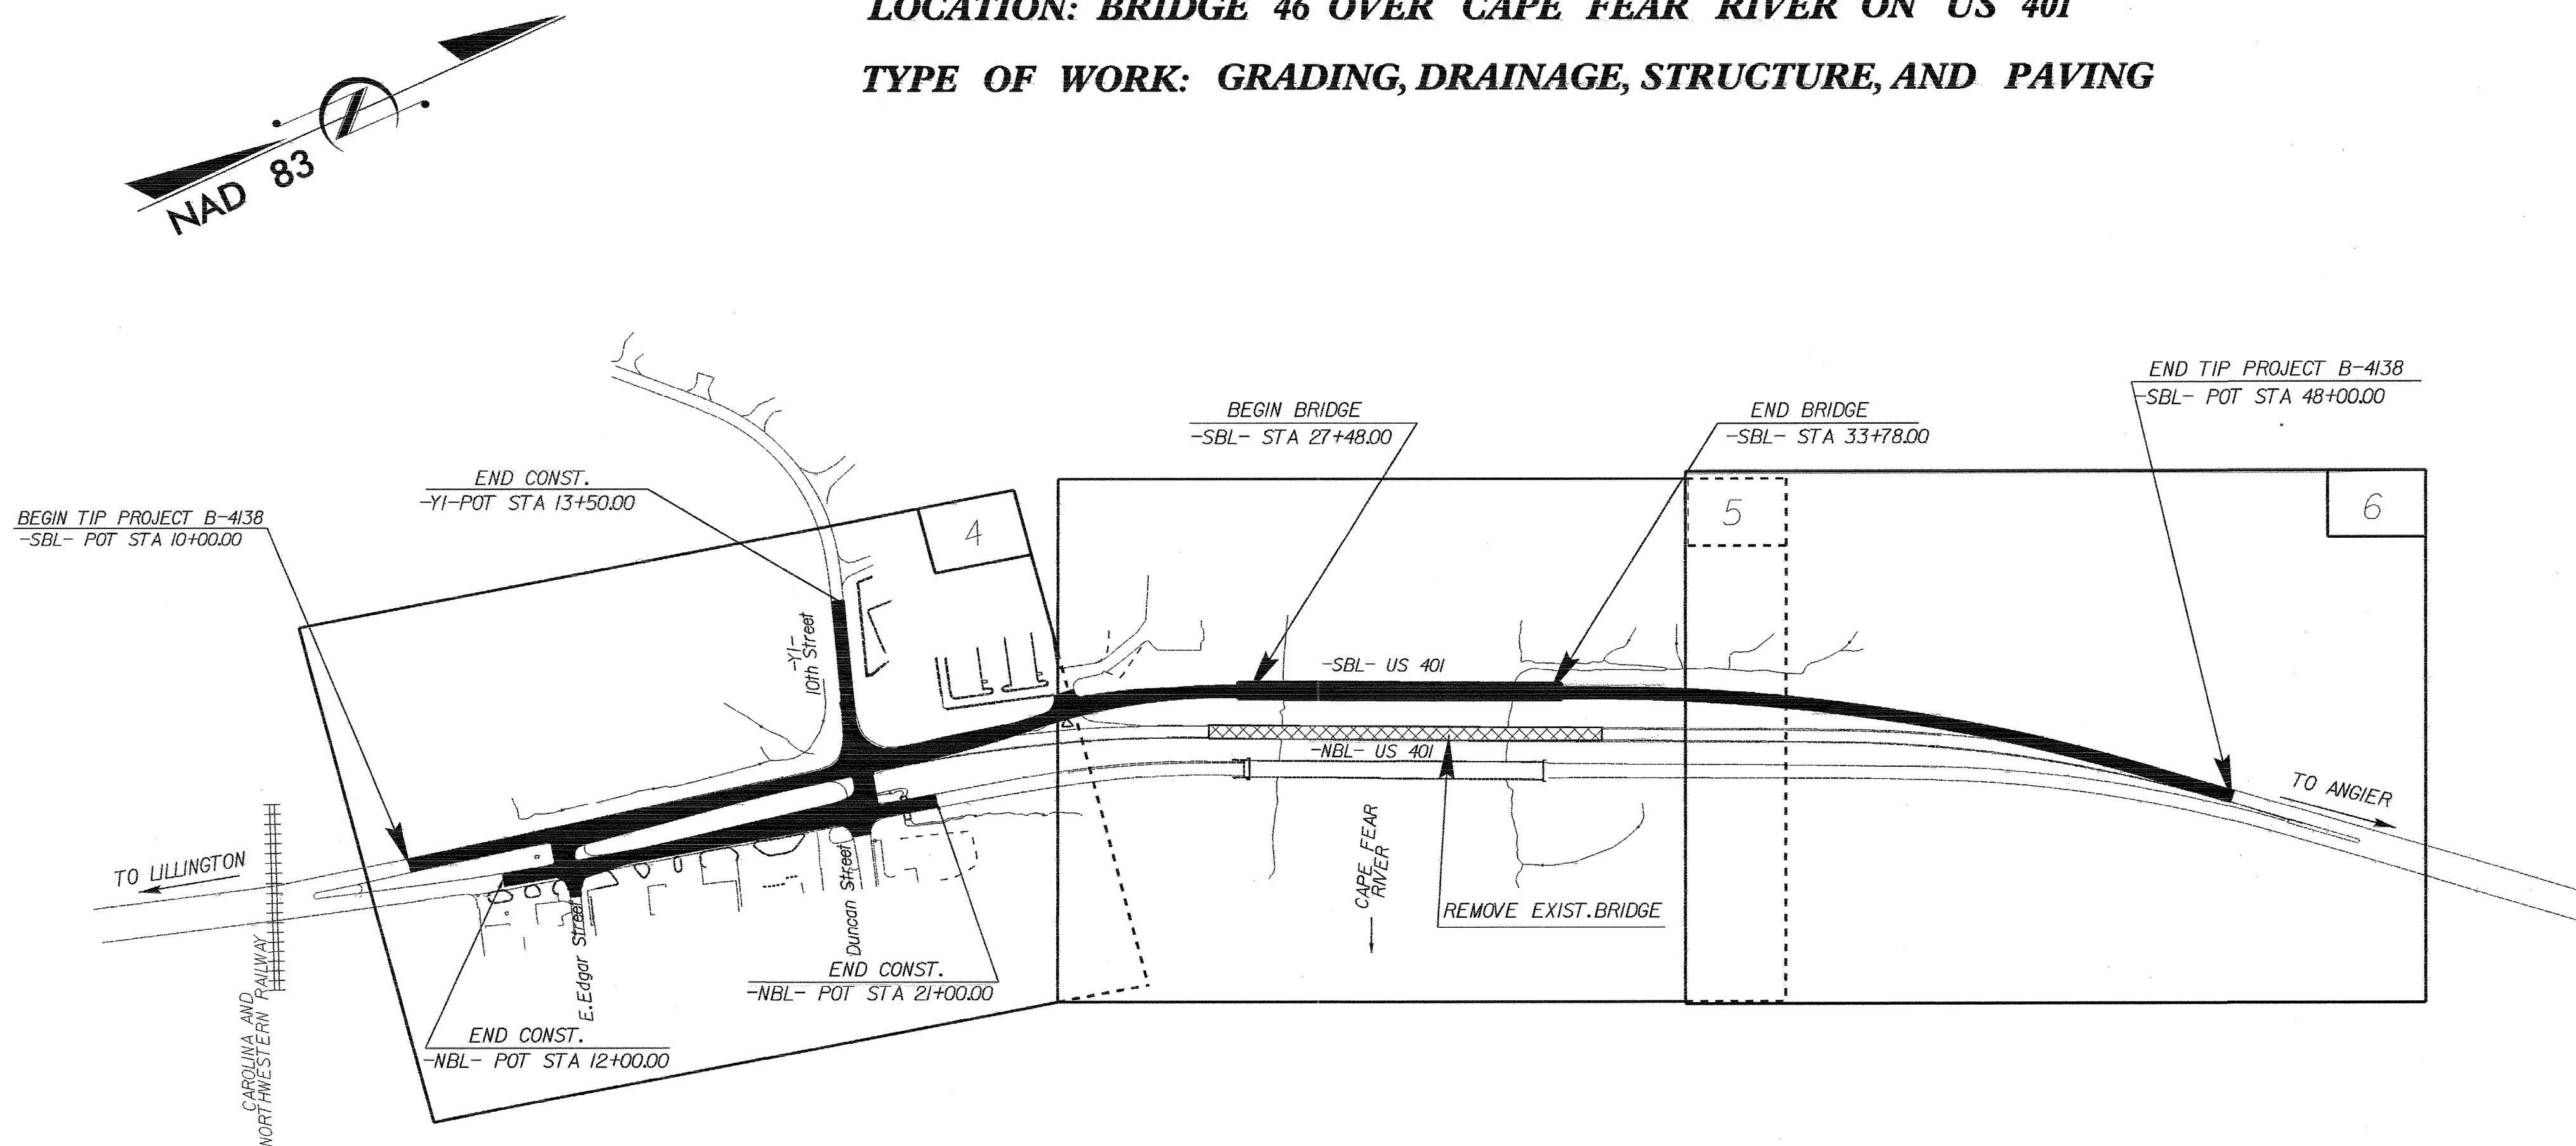 LOCATION: BRIDGE 46 OVER CAPE FEAR RIVER ON US 401
TYPE OF WORK: GRADING, DRAINAGE, STRUCTURE, AND PAVING
NAD 83
END TIP PROJECT B-4138
-SBL- POT STA 48+00.00
BEGIN BRIDGE
-SBL- STA 27+48.00
END BRIDGE
-SBL- STA 33+78.00
END CONST.
-Y1-POT STA 13+50.00
BEGIN TIP PROJECT B-4138
-SBL- POT STA 10+00.00
4
5
6
-Y1-
10th Street
-SBL- US 401
-NBL- US 401
TO ANGIER
TO LILLINGTON
CAPE FEAR
RIVER
REMOVE EXIST.BRIDGE
E.Edgar Street
Duncan Street
END CONST.
-NBL- POT STA 21+00.00
END CONST.
-NBL- POT STA 12+00.00
CAROLINA AND
NORTHWESTERN RAILWAY